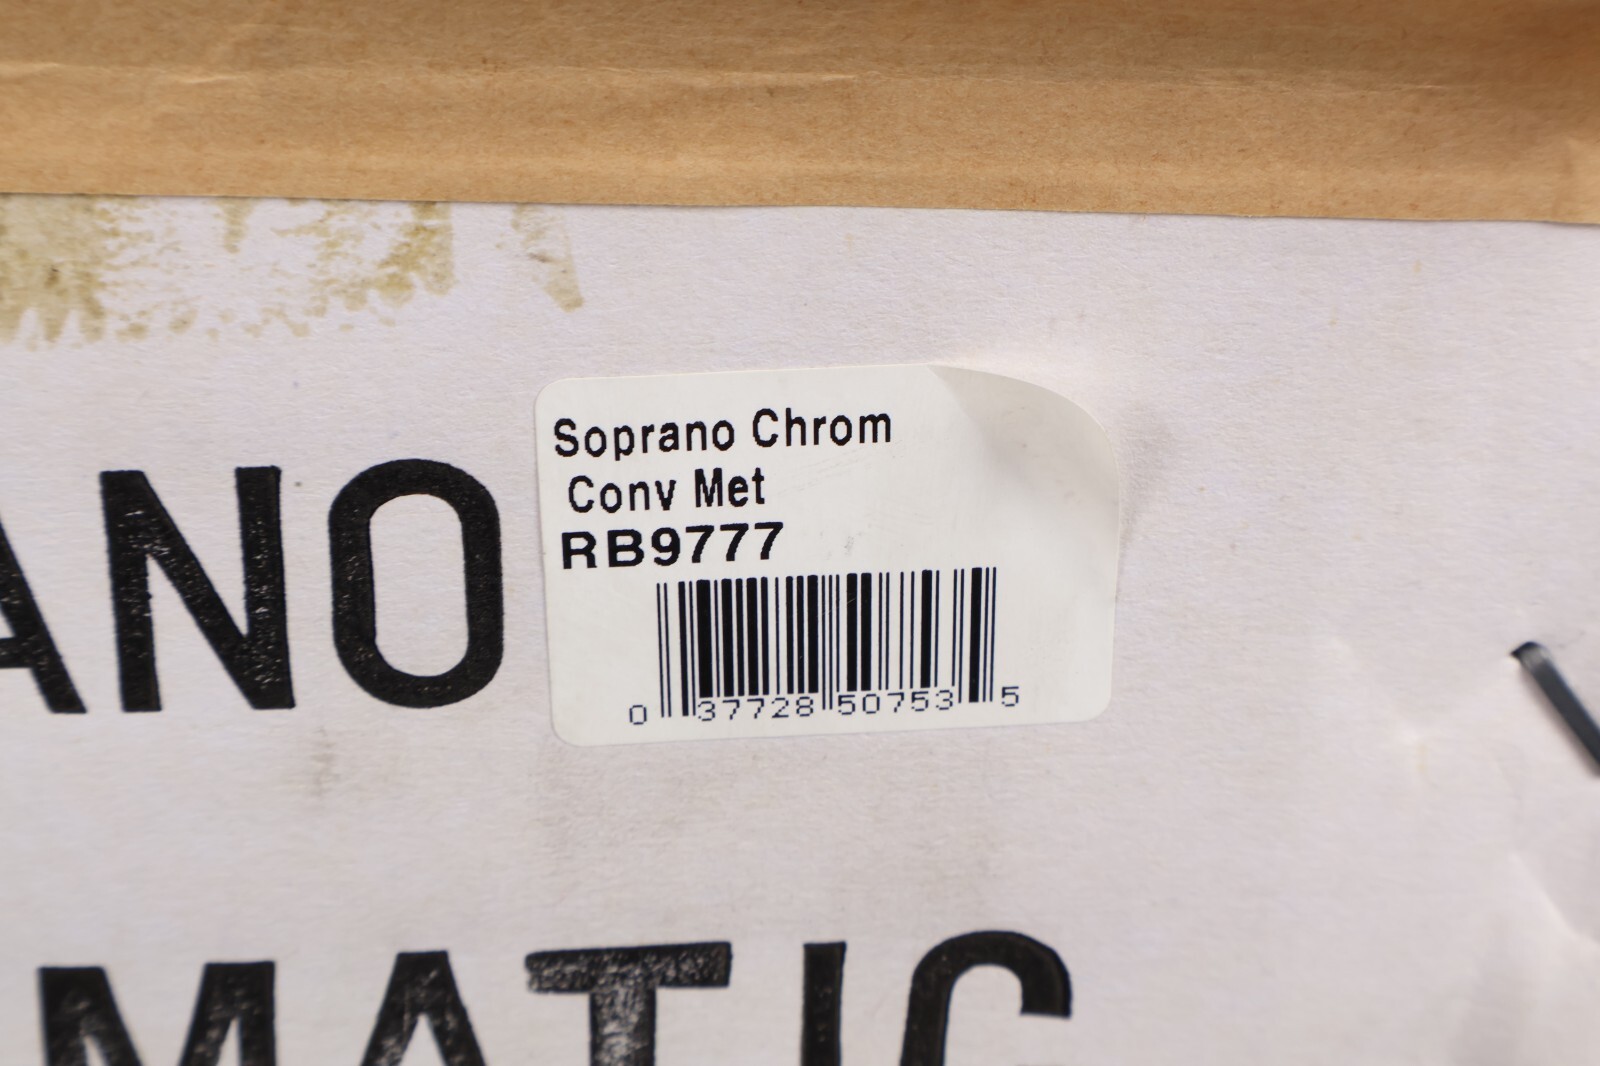 ANO
Soprano Chrom
Conv Met
RB9777
0 37728 50753 5
MATIC